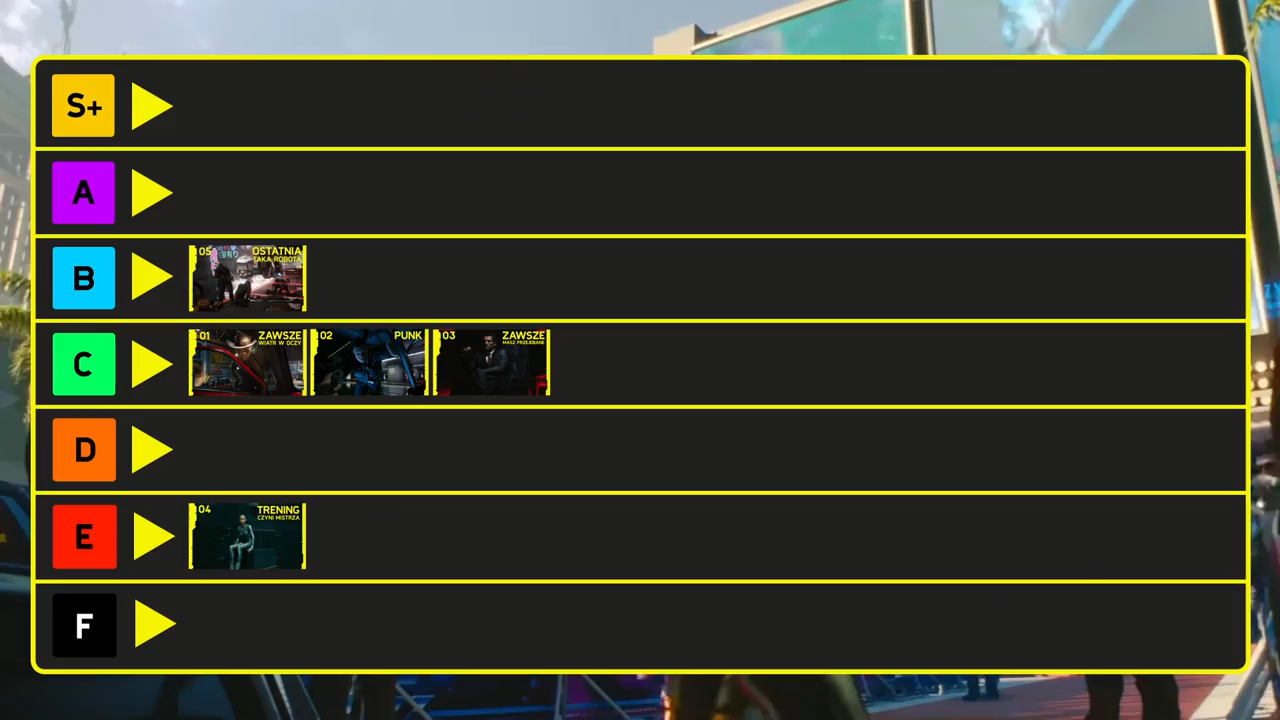 S+
A
B
05 OSTATNIA
TAKA ROBOTA
C
01 ZAWSZE
WIATR W OCZY
02 PUNK
03 ZAWSZE
MASZ PRZEJEBANE
D
E
04 TRENING
CZYNI MISTRZA
F